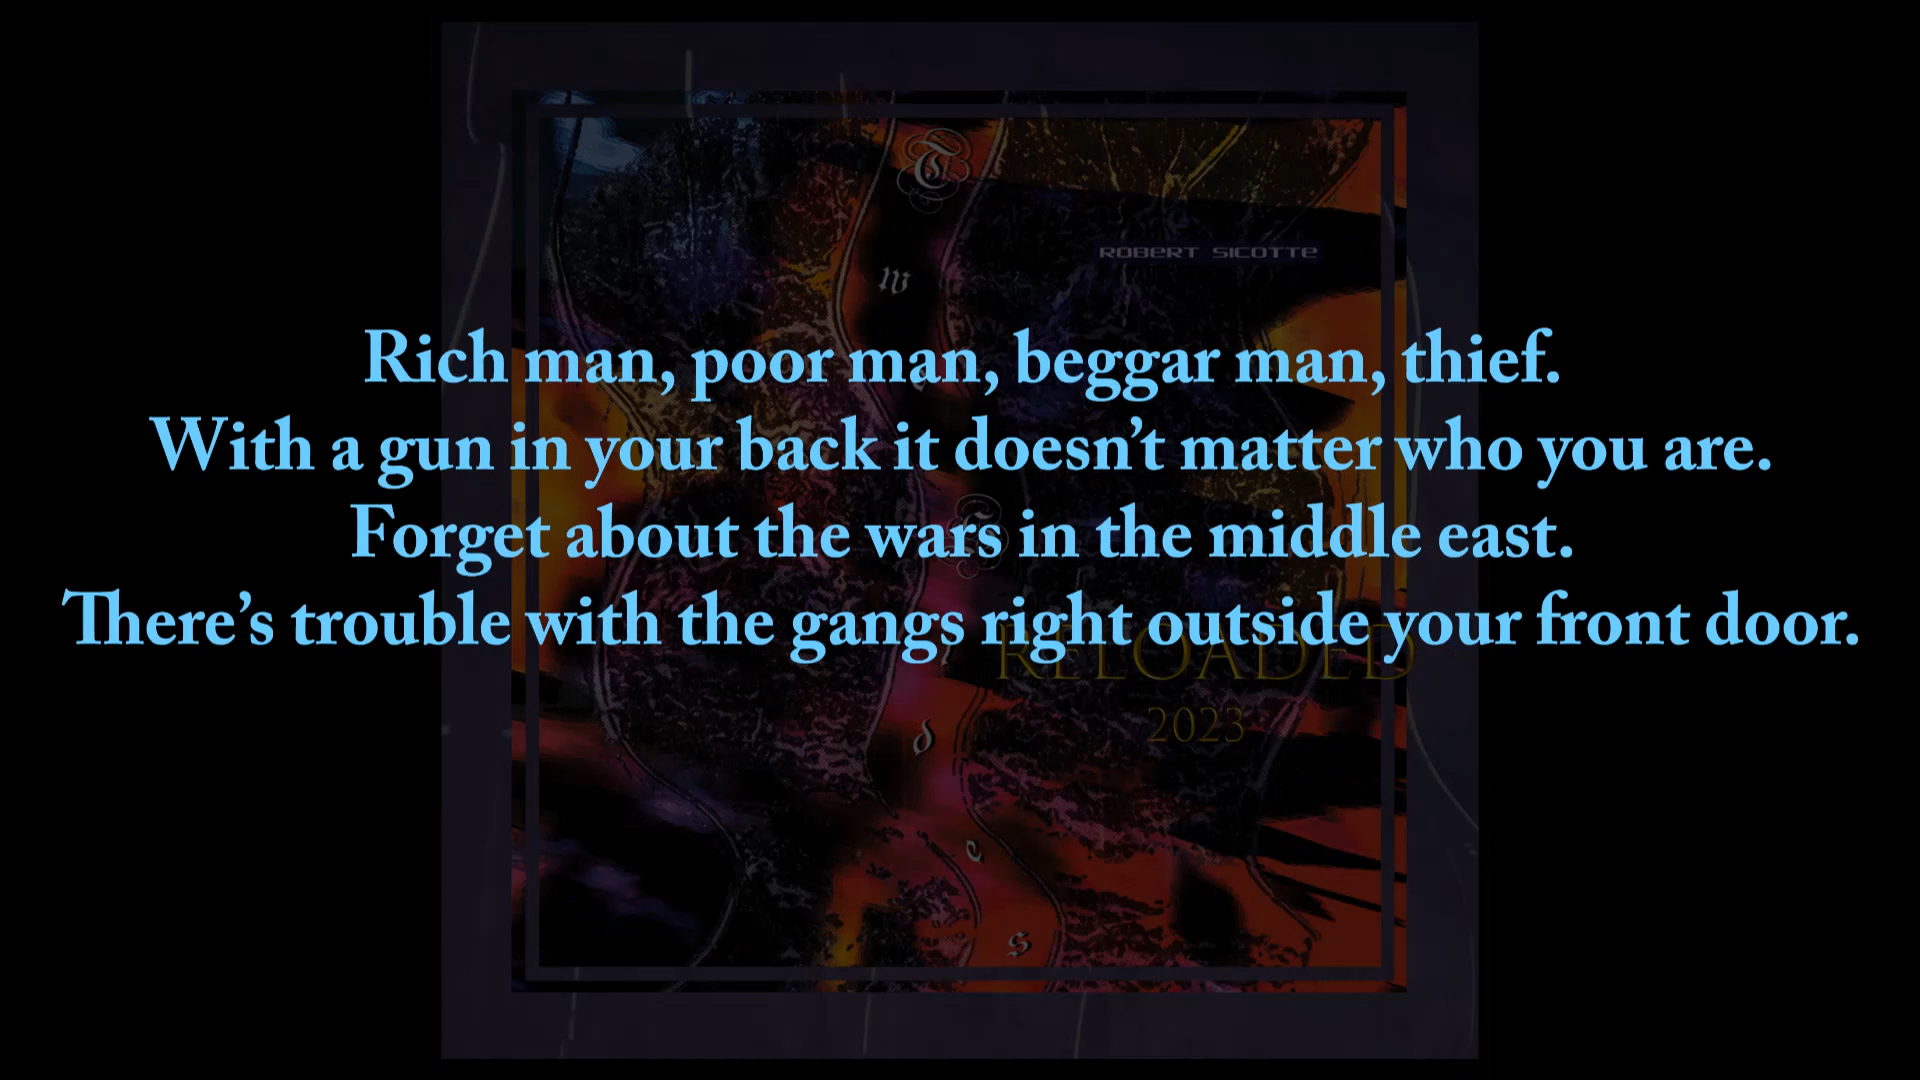 T
ROBERT SICOTTE
w
Rich man, poor man, beggar man, thief.
With a gun in your back it doesn’t matter who you are.
Forget about the wars in the middle east.
There’s trouble with the gangs right outside your front door.
RELOADED
2023
d
e
s